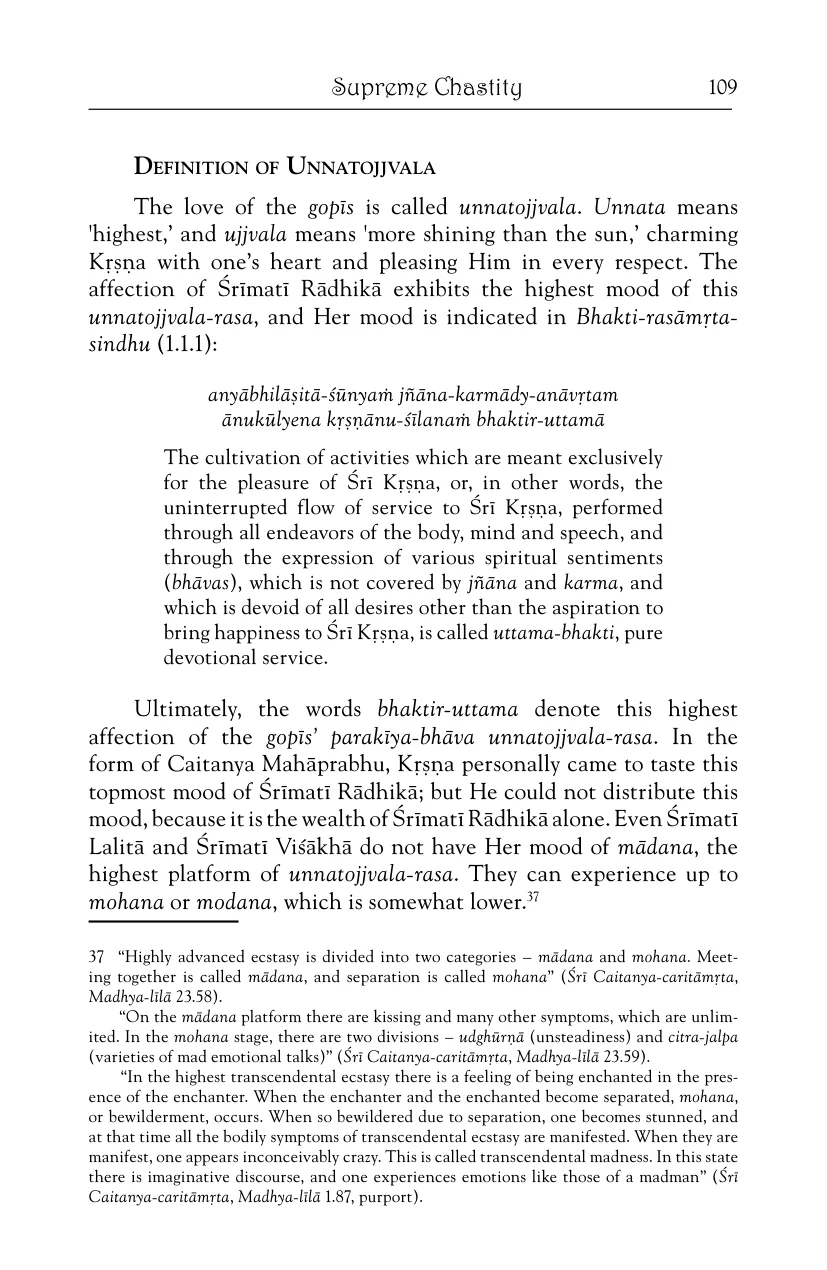 Supreme Chastity 109
Definition of Unnatojjvala
The love of the gopīs is called unnatojjvala. Unnata means
'highest,’ and ujjvala means 'more shining than the sun,’ charming
Kṛṣṇa with one’s heart and pleasing Him in every respect. The
affection of Śrīmatī Rādhikā exhibits the highest mood of this
unnatojjvala-rasa, and Her mood is indicated in Bhakti-rasāmṛta-
sindhu (1.1.1):
anyābhilāṣitā-śūnyaṁ jñāna-karmādy-anāvṛtam
ānukūlyena kṛṣṇānu-śīlanaṁ bhaktir-uttamā
The cultivation of activities which are meant exclusively
for the pleasure of Śrī Kṛṣṇa, or, in other words, the
uninterrupted flow of service to Śrī Kṛṣṇa, performed
through all endeavors of the body, mind and speech, and
through the expression of various spiritual sentiments
(bhāvas), which is not covered by jñāna and karma, and
which is devoid of all desires other than the aspiration to
bring happiness to Śrī Kṛṣṇa, is called uttama-bhakti, pure
devotional service.
Ultimately, the words bhaktir-uttama denote this highest
affection of the gopīs’ parakīya-bhāva unnatojjvala-rasa. In the
form of Caitanya Mahāprabhu, Kṛṣṇa personally came to taste this
topmost mood of Śrīmatī Rādhikā; but He could not distribute this
mood, because it is the wealth of Śrīmatī Rādhikā alone. Even Śrīmatī
Lalitā and Śrīmatī Viśākhā do not have Her mood of mādana, the
highest platform of unnatojjvala-rasa. They can experience up to
mohana or modana, which is somewhat lower.37
37 “Highly advanced ecstasy is divided into two categories – mādana and mohana. Meet-
ing together is called mādana, and separation is called mohana” (Śrī Caitanya-caritāmṛta,
Madhya-līlā 23.58).
“On the mādana platform there are kissing and many other symptoms, which are unlim-
ited. In the mohana stage, there are two divisions – udghūrṇā (unsteadiness) and citra-jalpa
(varieties of mad emotional talks)” (Śrī Caitanya-caritāmṛta, Madhya-līlā 23.59).
“In the highest transcendental ecstasy there is a feeling of being enchanted in the pres-
ence of the enchanter. When the enchanter and the enchanted become separated, mohana,
or bewilderment, occurs. When so bewildered due to separation, one becomes stunned, and
at that time all the bodily symptoms of transcendental ecstasy are manifested. When they are
manifest, one appears inconceivably crazy. This is called transcendental madness. In this state
there is imaginative discourse, and one experiences emotions like those of a madman” (Śrī
Caitanya-caritāmṛta, Madhya-līlā 1.87, purport).